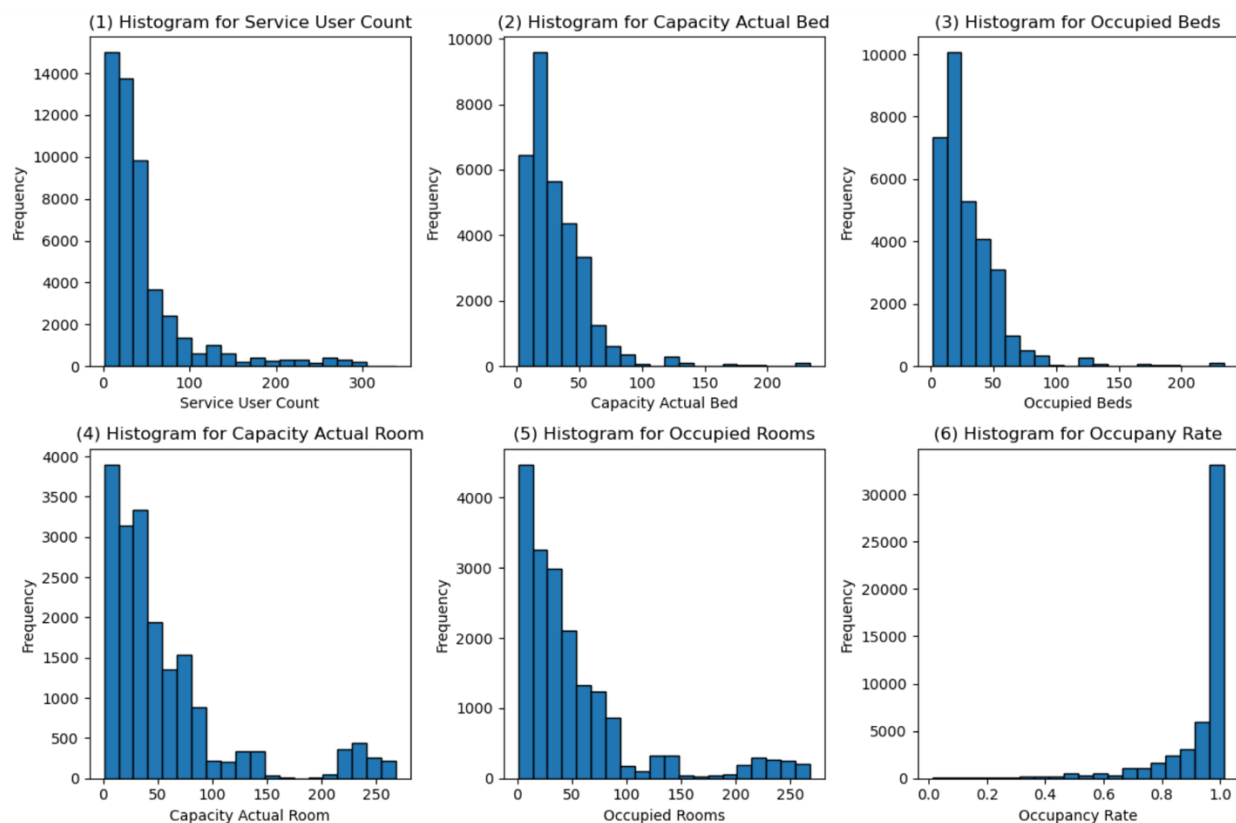 (1) Histogram for Service User Count
Frequency
14000
12000
10000
8000
6000
4000
2000
0
0 100 200 300
Service User Count
(2) Histogram for Capacity Actual Bed
Frequency
10000
8000
6000
4000
2000
0
0 50 100 150 200
Capacity Actual Bed
(3) Histogram for Occupied Beds
Frequency
10000
8000
6000
4000
2000
0
0 50 100 150 200
Occupied Beds
(4) Histogram for Capacity Actual Room
Frequency
4000
3500
3000
2500
2000
1500
1000
500
0
0 50 100 150 200 250
Capacity Actual Room
(5) Histogram for Occupied Rooms
Frequency
4000
3000
2000
1000
0
0 50 100 150 200 250
Occupied Rooms
(6) Histogram for Occupany Rate
Frequency
30000
25000
20000
15000
10000
5000
0
0.0 0.2 0.4 0.6 0.8 1.0
Occupancy Rate